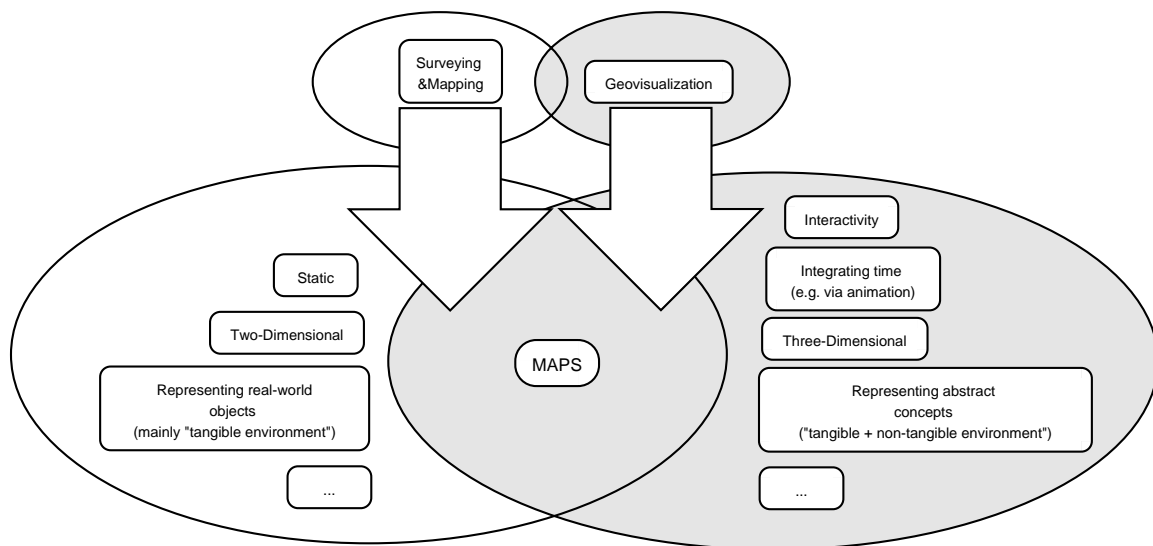 Surveying
&Mapping
Geovisualization
Static
Two-Dimensional
Representing real-world
objects
(mainly "tangible environment")
...
MAPS
Interactivity
Integrating time
(e.g. via animation)
Three-Dimensional
Representing abstract
concepts
("tangible + non-tangible environment")
...